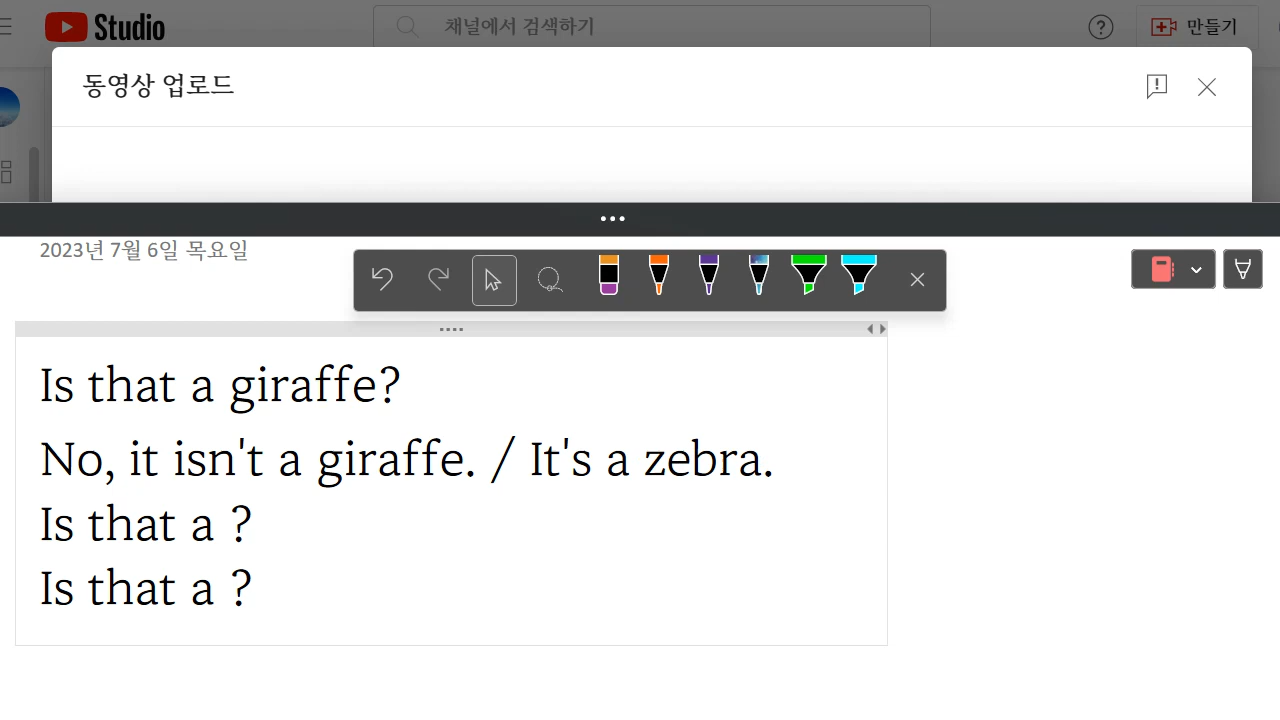 Studio
채널에서 검색하기
만들기
동영상 업로드
2023년 7월 6일 목요일
Is that a giraffe?
No, it isn't a giraffe. / It's a zebra.
Is that a ?
Is that a ?